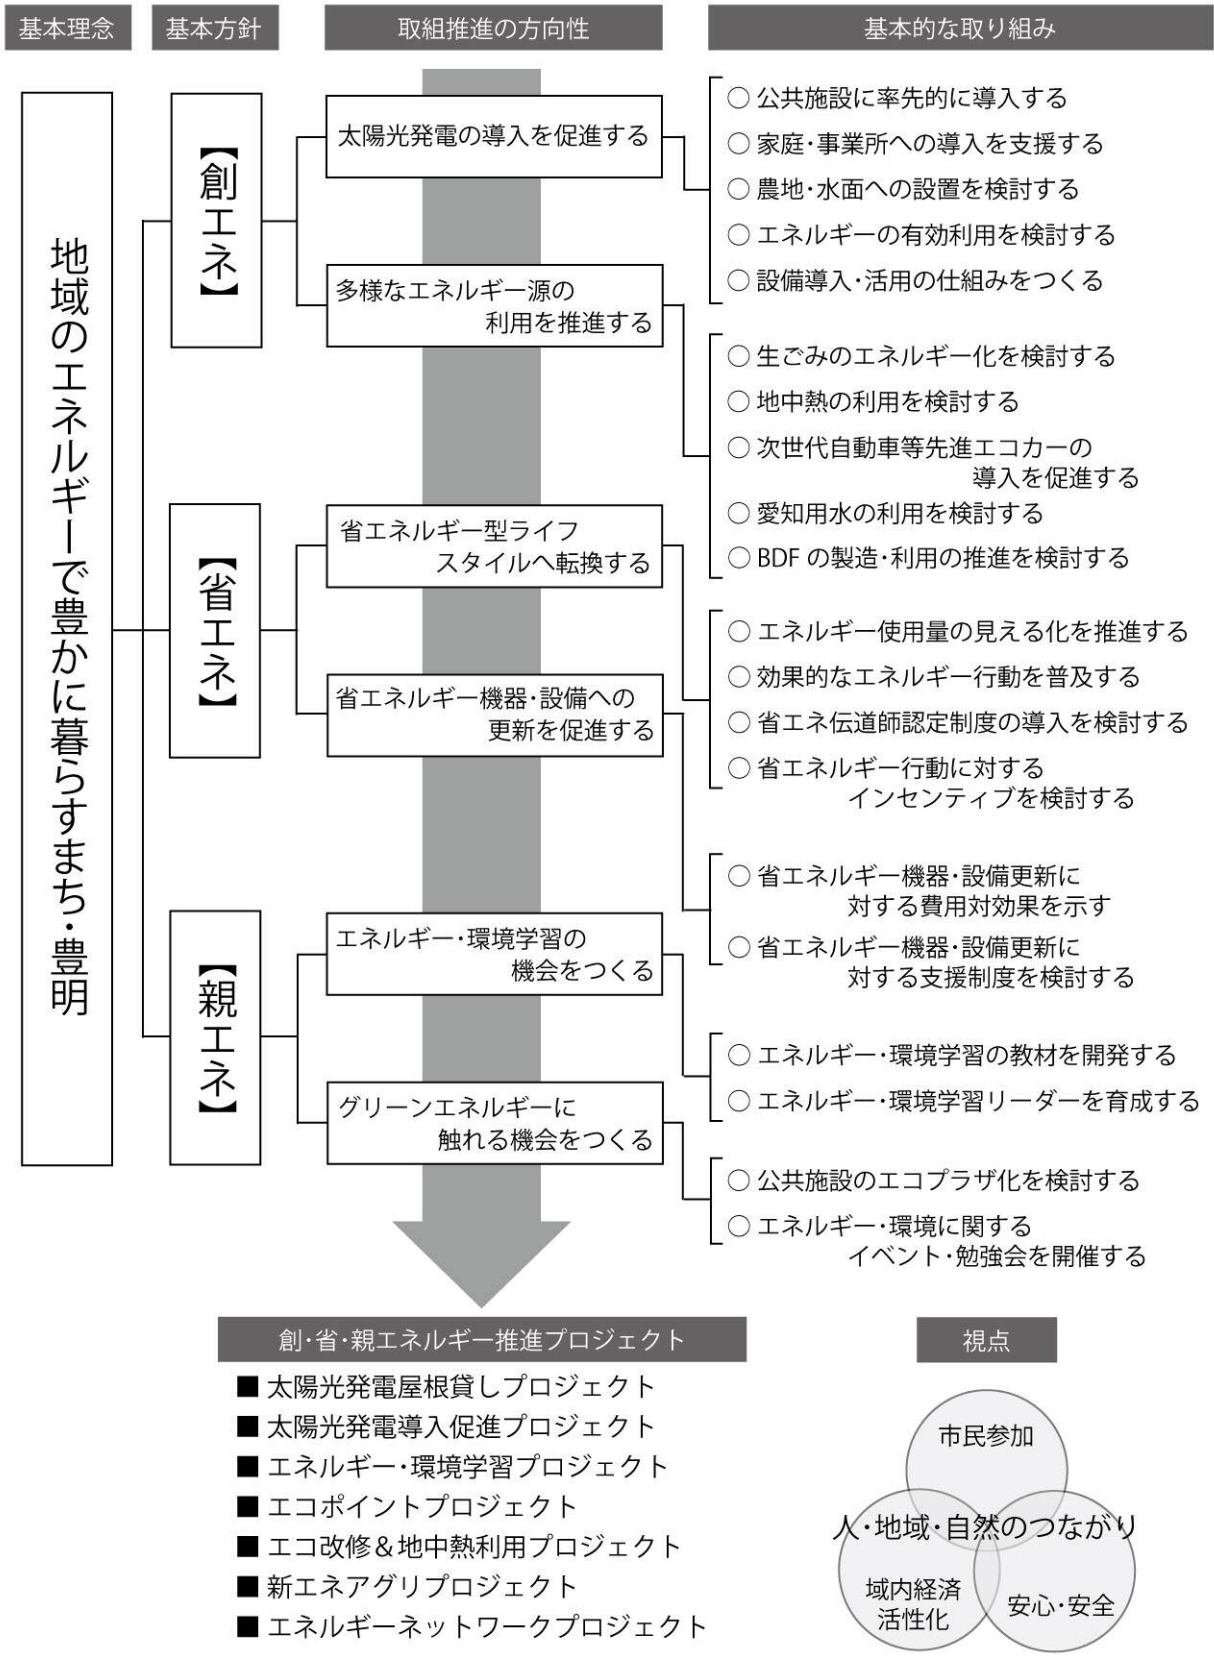 基本理念
基本方針
取組推進の方向性
基本的な取り組み
地域のエネルギーで豊かに暮らすまち・豊明
【創エネ】
太陽光発電の導入を促進する
多様なエネルギー源の
利用を推進する
【省エネ】
省エネルギー型ライフ
スタイルへ転換する
省エネルギー機器・設備への
更新を促進する
【親エネ】
エネルギー・環境学習の
機会をつくる
グリーンエネルギーに
触れる機会をつくる
○ 公共施設に率先的に導入する
○ 家庭・事業所への導入を支援する
○ 農地・水面への設置を検討する
○ エネルギーの有効利用を検討する
○ 設備導入・活用の仕組みをつくる
○ 生ごみのエネルギー化を検討する
○ 地中熱の利用を検討する
○ 次世代自動車等先進エコカーの
導入を促進する
○ 愛知用水の利用を検討する
○ BDF の製造・利用の推進を検討する
○ エネルギー使用量の見える化を推進する
○ 効果的なエネルギー行動を普及する
○ 省エネ伝道師認定制度の導入を検討する
○ 省エネルギー行動に対する
インセンティブを検討する
○ 省エネルギー機器・設備更新に
対する費用対効果を示す
○ 省エネルギー機器・設備更新に
対する支援制度を検討する
○ エネルギー・環境学習の教材を開発する
○ エネルギー・環境学習リーダーを育成する
○ 公共施設のエコプラザ化を検討する
○ エネルギー・環境に関する
イベント・勉強会を開催する
創・省・親エネルギー推進プロジェクト
■ 太陽光発電屋根貸しプロジェクト
■ 太陽光発電導入促進プロジェクト
■ エネルギー・環境学習プロジェクト
■ エコポイントプロジェクト
■ エコ改修＆地中熱利用プロジェクト
■ 新エネアグリプロジェクト
■ エネルギーネットワークプロジェクト
視点
市民参加
人・地域・自然のつながり
域内経済
活性化
安心・安全